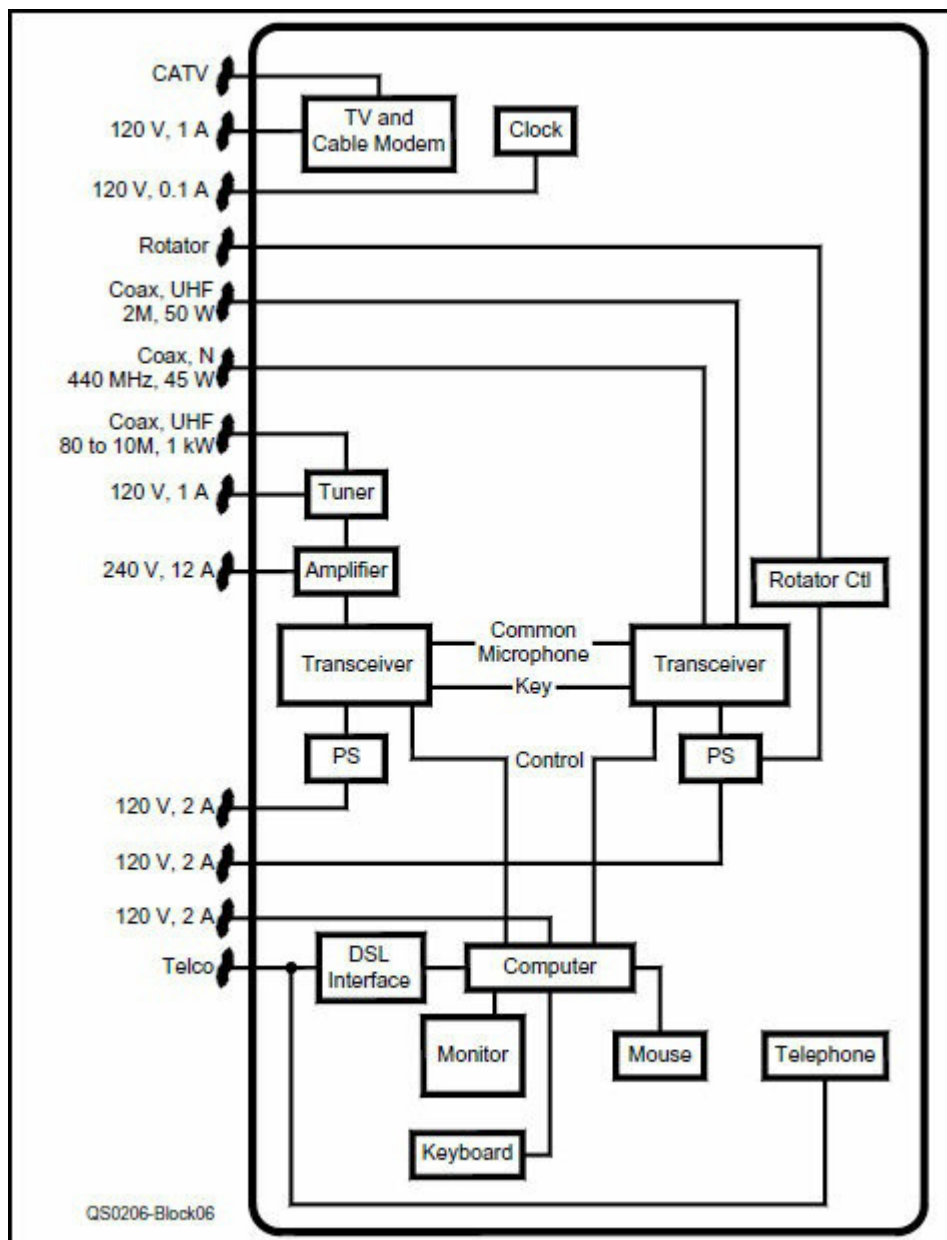 CATV
TV and
Cable Modem
Clock
120 V, 1 A
120 V, 0.1 A
Rotator
Coax, UHF
2M, 50 W
Coax, N
440 MHz, 45 W
Coax, UHF
80 to 10M, 1 kW
120 V, 1 A
Tuner
240 V, 12 A
Amplifier
Rotator Ctl
Transceiver
Common
Microphone
Key
Transceiver
PS
Control
PS
120 V, 2 A
120 V, 2 A
120 V, 2 A
Telco
DSL
Interface
Computer
Monitor
Mouse
Telephone
Keyboard
QS0206-Block06